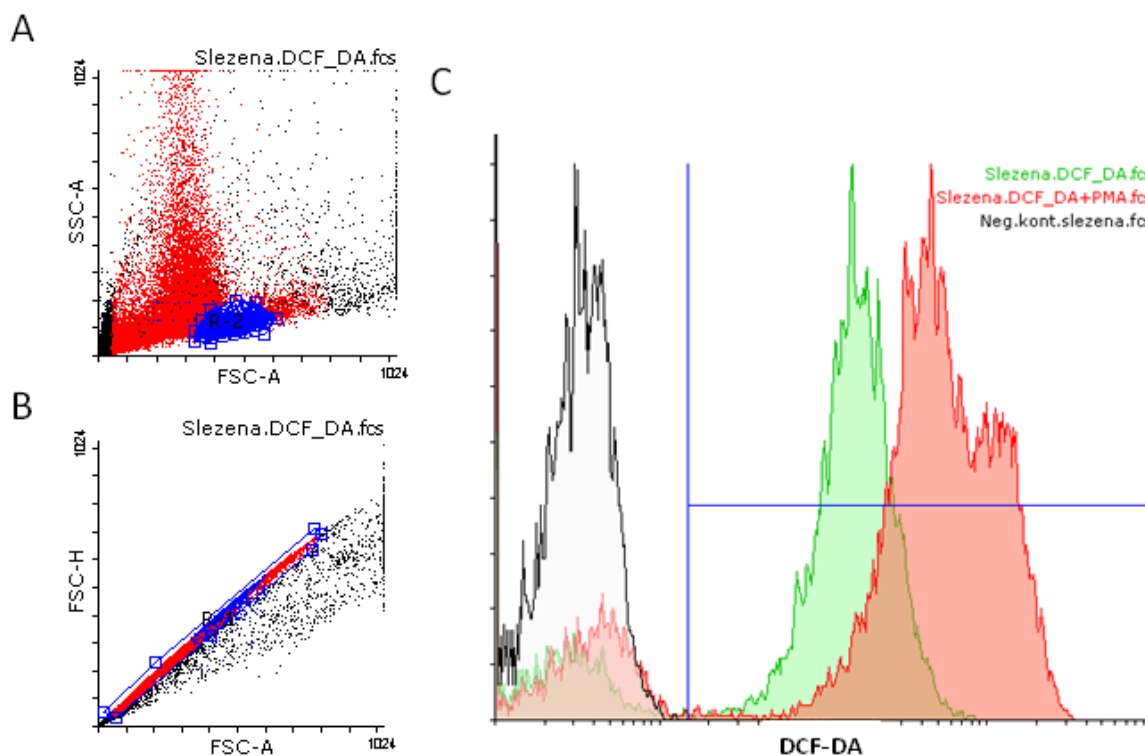 A
Slezena.DCF_DA.fcs
1024
SSC-A
R-2
FSC-A
1024
B
Slezena.DCF_DA.fcs
1024
FSC-H
R-1
FSC-A
1024
C
Slezena.DCF_DA.fc
Slezena.DCF_DA+PMA.fc
Neg.kont.slezena.fc
DCF-DA